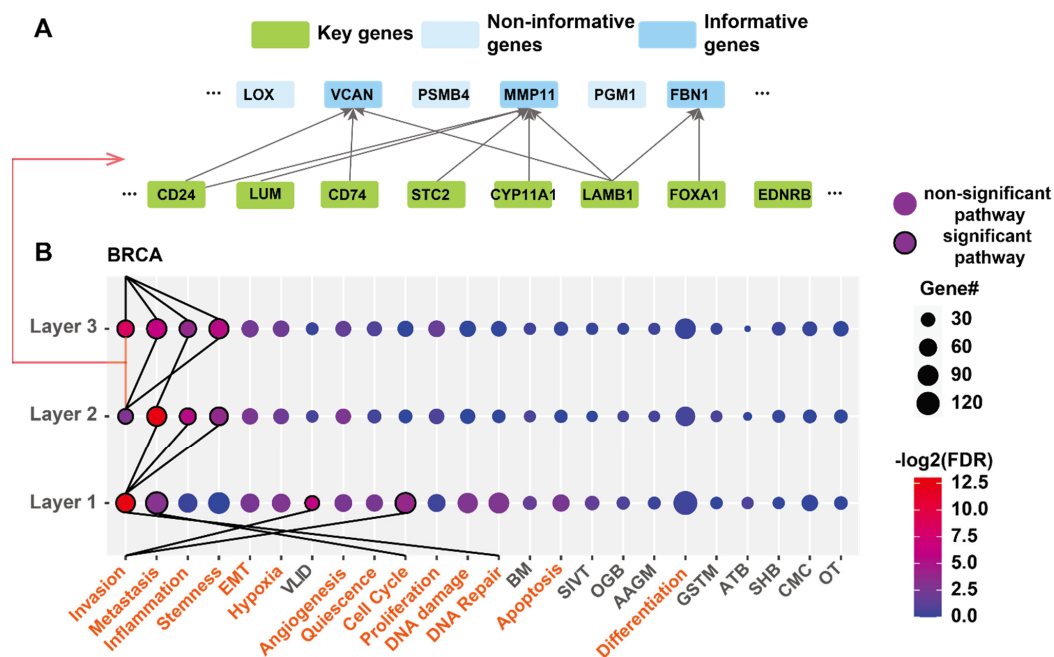 A
Key genes
Non-informative
genes
Informative
genes
... LOX VCAN PSMB4 MMP11 PGM1 FBN1 ...
... CD24 LUM CD74 STC2 CYP11A1 LAMB1 FOXA1 EDNRB ...
non-significant
pathway
significant
pathway
B
BRCA
Layer 3
Layer 2
Layer 1
Gene#
30
60
90
120
-log2(FDR)
12.5
10.0
7.5
5.0
2.5
0.0
Invasion
Metastasis
Inflammation
Stemness
EMT
Hypoxia
VLID
Angiogenesis
Quiescence
Cell Cycle
Proliferation
DNA damage
DNA Repair
BM
Apoptosis
SIVT
OGB
AAGM
Differentiation
GSTM
ATB
SHB
CMC
OT